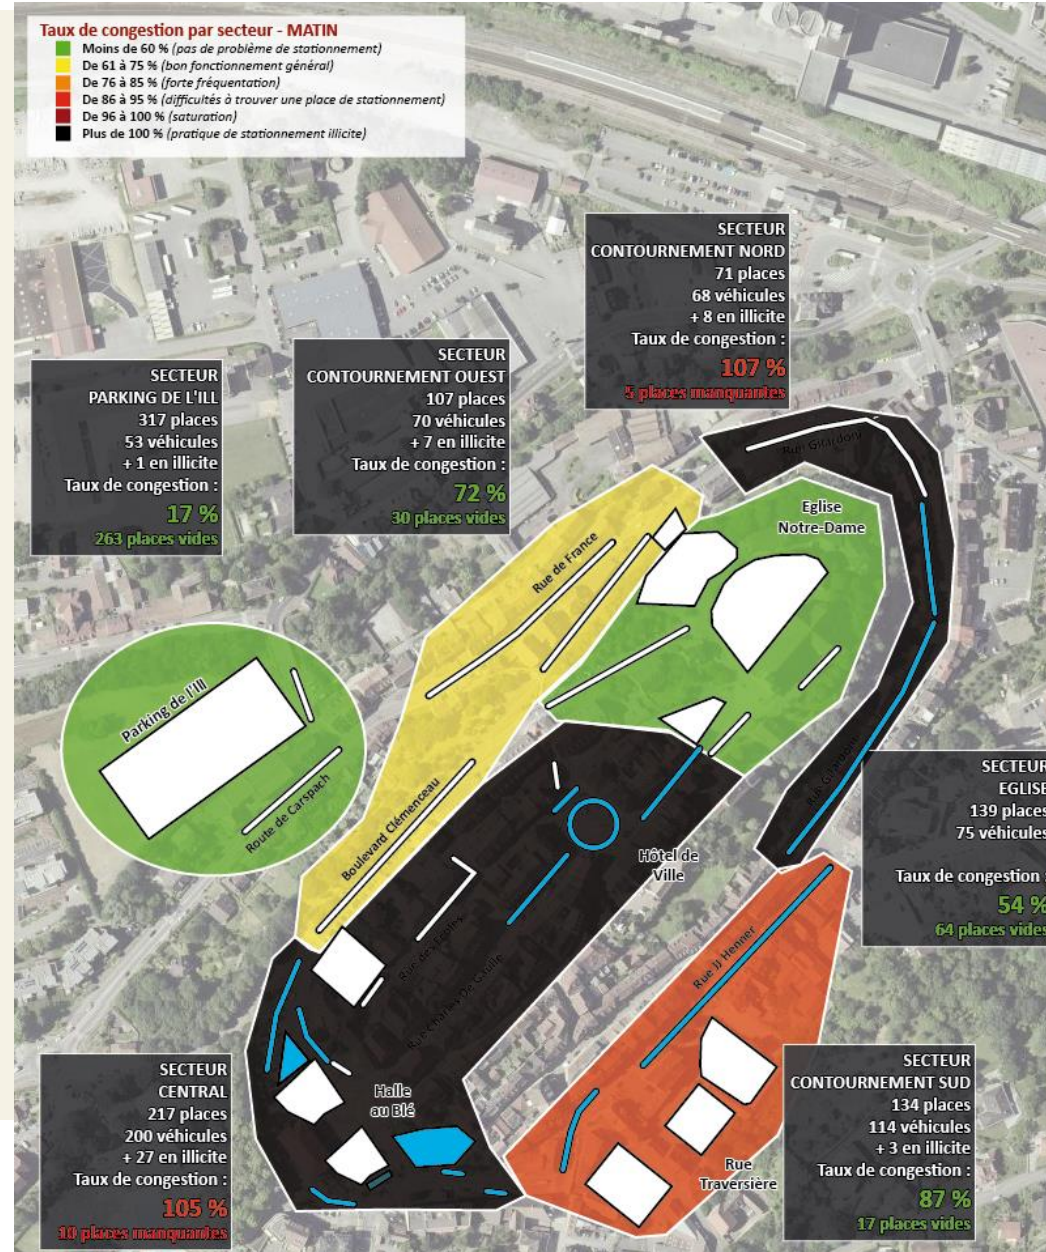 Taux de congestion par secteur - MATIN
Moins de 60 % (pas de problème de stationnement)
De 61 à 75 % (bon fonctionnement général)
De 76 à 85 % (forte fréquentation)
De 86 à 95 % (difficultés à trouver une place de stationnement)
De 96 à 100 % (saturation)
Plus de 100 % (pratique de stationnement illicite)
SECTEUR
CONTOURNEMENT NORD
71 places
68 véhicules
+ 8 en illicite
Taux de congestion :
107 %
5 places manquantes
SECTEUR
CONTOURNEMENT OUEST
107 places
70 véhicules
+ 7 en illicite
Taux de congestion :
72 %
30 places vides
SECTEUR
PARKING DE L'ILL
317 places
53 véhicules
+ 1 en illicite
Taux de congestion :
17 %
263 places vides
Rue Girardon
Eglise
Notre-Dame
Rue de France
Parking de l'Ill
Route de Carspach
Boulevard Clémenceau
Rue Girardon
Hôtel de
Ville
SECTEUR
EGLISE
139 places
75 véhicules
Taux de congestion :
54 %
64 places vides
Rue JJ Henner
Rue des
Rue Charles De Gaulle
Halle
au Blé
Rue
Traversière
SECTEUR
CENTRAL
217 places
200 véhicules
+ 27 en illicite
Taux de congestion :
105 %
10 places manquantes
SECTEUR
CONTOURNEMENT SUD
134 places
114 véhicules
+ 3 en illicite
Taux de congestion :
87 %
17 places vides